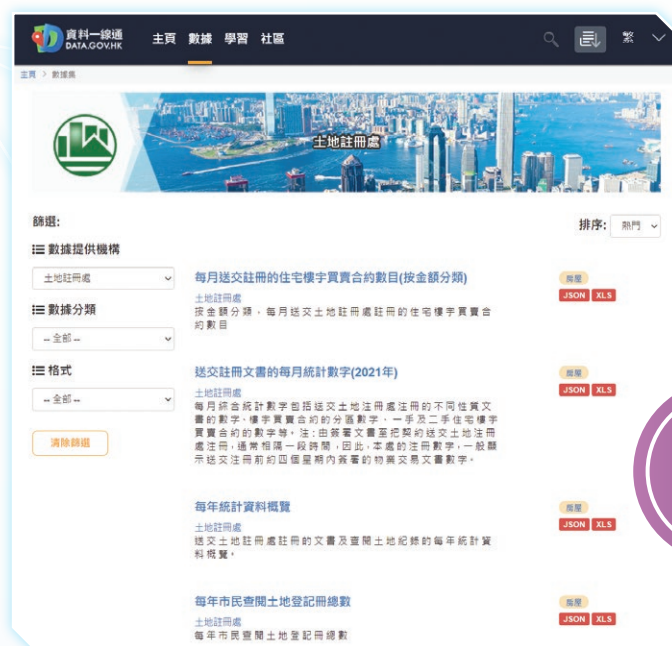 資料一線通
DATA.GOV.HK
主頁 數據 學習 社區
繁
主頁 > 數據集
土地註冊處
篩選:
排序: 熱門
數據提供機構
土地註冊處
數據分類
-- 全部 --
格式
-- 全部 --
清除篩選
每月送交註冊的住宅樓宇買賣合約數目(按金額分類)
土地註冊處
按金額分類、每月送交土地註冊處註冊的住宅樓宇買賣合
約數目
房屋
JSON XLS
送交註冊文書的每月統計數字(2021年)
土地註冊處
每月綜合統計數字包括送交土地注冊處注冊的不同性質文
書的數字、樓宇買賣合約的分區數字、一手及二手住宅樓宇
買賣合約的數字等。注:由簽署文書至把契約送交土地注冊
處注冊,通常相隔一段時間,因此,本處的注冊數字,一般顯
示送交注冊前約四個星期內簽署的物業交易文書數字。
房屋
JSON XLS
每年統計資料概覽
土地註冊處
送交土地註冊處註冊的文書及查閱土地紀錄的每年統計資
料概覽。
房屋
JSON XLS
每年市民查閱土地登記冊總數
土地註冊處
每年市民查閱土地登記冊總數
房屋
JSON XLS